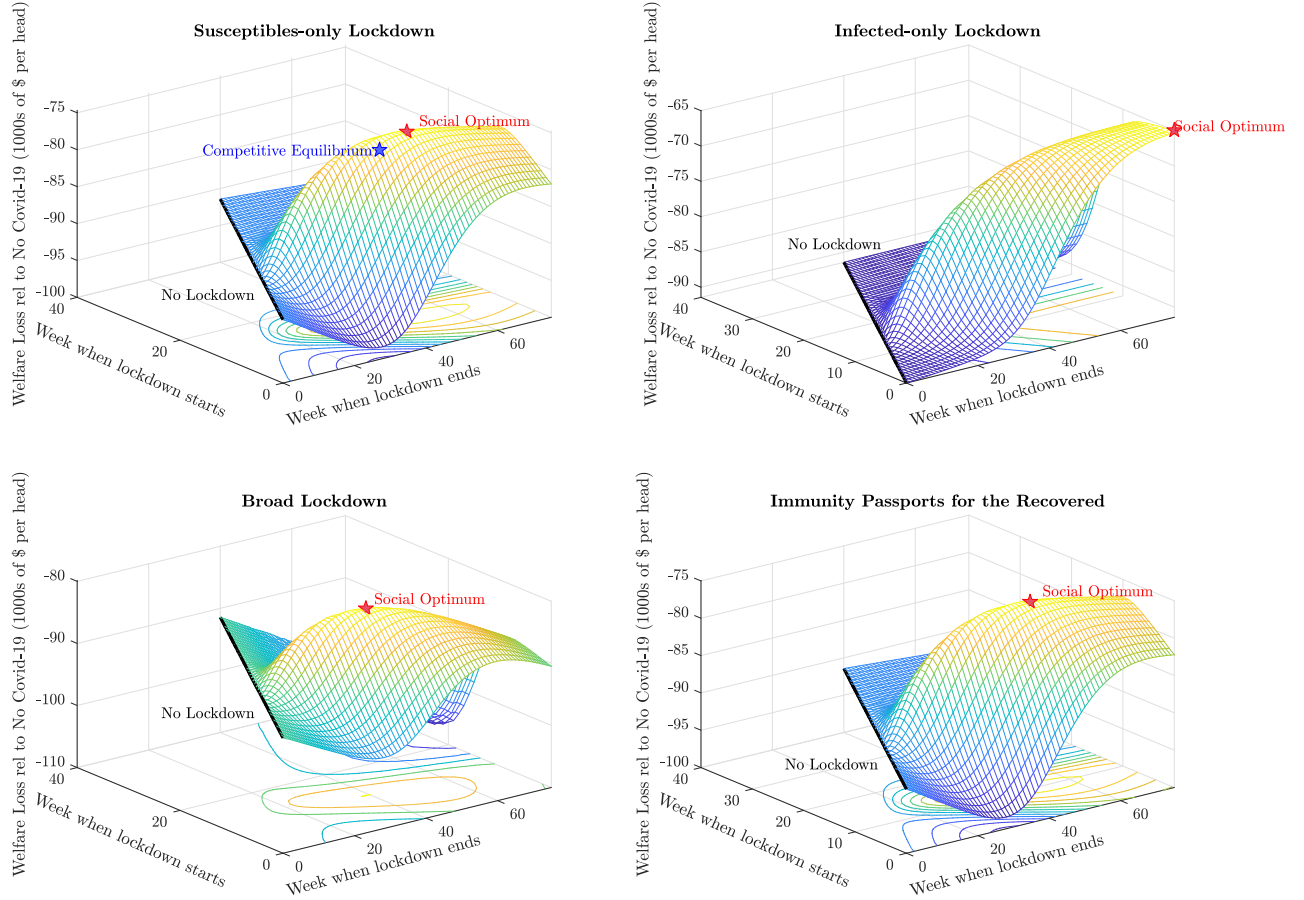 Susceptibles-only Lockdown
Welfare Loss rel to No Covid-19 (1000s of $ per head)
-75
-80
-85
-90
-95
-100
Social Optimum
Competitive Equilibrium
No Lockdown
40
20
0
Week when lockdown starts
0
20
40
60
Week when lockdown ends
Infected-only Lockdown
Welfare Loss rel to No Covid-19 (1000s of $ per head)
-65
-70
-75
-80
-85
-90
Social Optimum
No Lockdown
40
30
20
10
0
Week when lockdown starts
0
20
40
60
Week when lockdown ends
Broad Lockdown
Welfare Loss rel to No Covid-19 (1000s of $ per head)
-80
-90
-100
-110
Social Optimum
No Lockdown
40
20
0
Week when lockdown starts
0
20
40
60
Week when lockdown ends
Immunity Passports for the Recovered
Welfare Loss rel to No Covid-19 (1000s of $ per head)
-75
-80
-85
-90
-95
-100
Social Optimum
No Lockdown
40
30
20
10
0
Week when lockdown starts
0
20
40
60
Week when lockdown ends